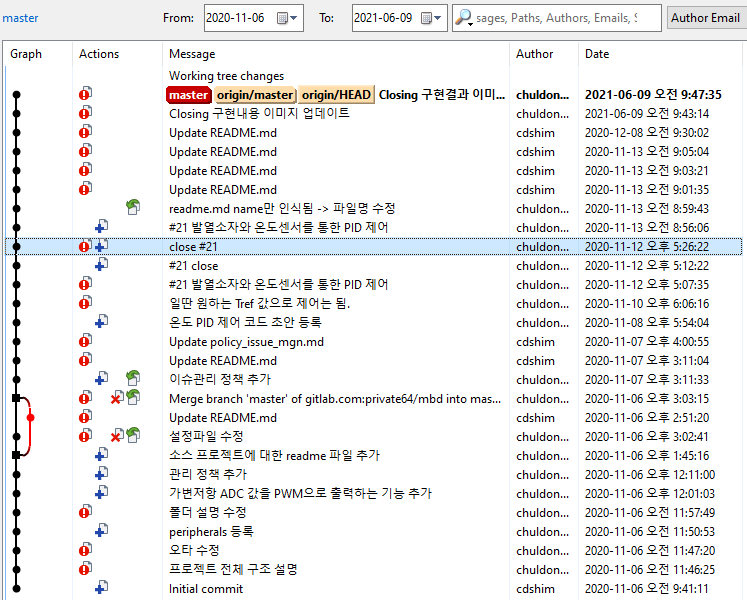 master From: 2020-11-06 To: 2021-06-09 sages, Paths, Authors, Emails, S Author Email
Graph Actions Message Author Date
Working tree changes
master origin/master origin/HEAD Closing 구현결과 이미... chuldon... 2021-06-09 오전 9:47:35
Closing 구현내용 이미지 업데이트 chuldon... 2021-06-09 오전 9:43:14
Update README.md cdshim 2020-12-08 오전 9:30:02
Update README.md cdshim 2020-11-13 오전 9:05:04
Update README.md cdshim 2020-11-13 오전 9:03:21
Update README.md cdshim 2020-11-13 오전 9:01:35
readme.md name만 인식됨 -> 파일명 수정 chuldon... 2020-11-13 오전 8:59:43
#21 발열소자와 온도센서를 통한 PID 제어 chuldon... 2020-11-13 오전 8:56:06
close #21 chuldon... 2020-11-12 오후 5:26:22
#21 close chuldon... 2020-11-12 오후 5:12:22
#21 발열소자와 온도센서를 통한 PID 제어 chuldon... 2020-11-12 오후 5:07:35
일딴 원하는 Tref 값으로 제어는 됨. chuldon... 2020-11-10 오후 6:06:16
온도 PID 제어 코드 초안 등록 chuldon... 2020-11-08 오후 5:54:04
Update policy_issue_mgn.md cdshim 2020-11-07 오후 4:00:55
Update README.md cdshim 2020-11-07 오후 3:11:04
이슈관리 정책 추가 chuldon... 2020-11-07 오후 3:11:33
Merge branch 'master' of gitlab.com:private64/mbd into mas... chuldon... 2020-11-06 오후 3:03:15
Update README.md cdshim 2020-11-06 오후 2:51:20
설정파일 수정 chuldon... 2020-11-06 오후 3:02:41
소스 프로젝트에 대한 readme 파일 추가 chuldon... 2020-11-06 오후 1:45:16
관리 정책 추가 chuldon... 2020-11-06 오후 12:11:00
가변저항 ADC 값을 PWM으로 출력하는 기능 추가 chuldon... 2020-11-06 오후 12:01:03
폴더 설명 수정 chuldon... 2020-11-06 오전 11:57:49
peripherals 등록 chuldon... 2020-11-06 오전 11:50:53
오타 수정 chuldon... 2020-11-06 오전 11:47:20
프로젝트 전체 구조 설명 chuldon... 2020-11-06 오전 11:46:25
Initial commit cdshim 2020-11-06 오전 9:41:11